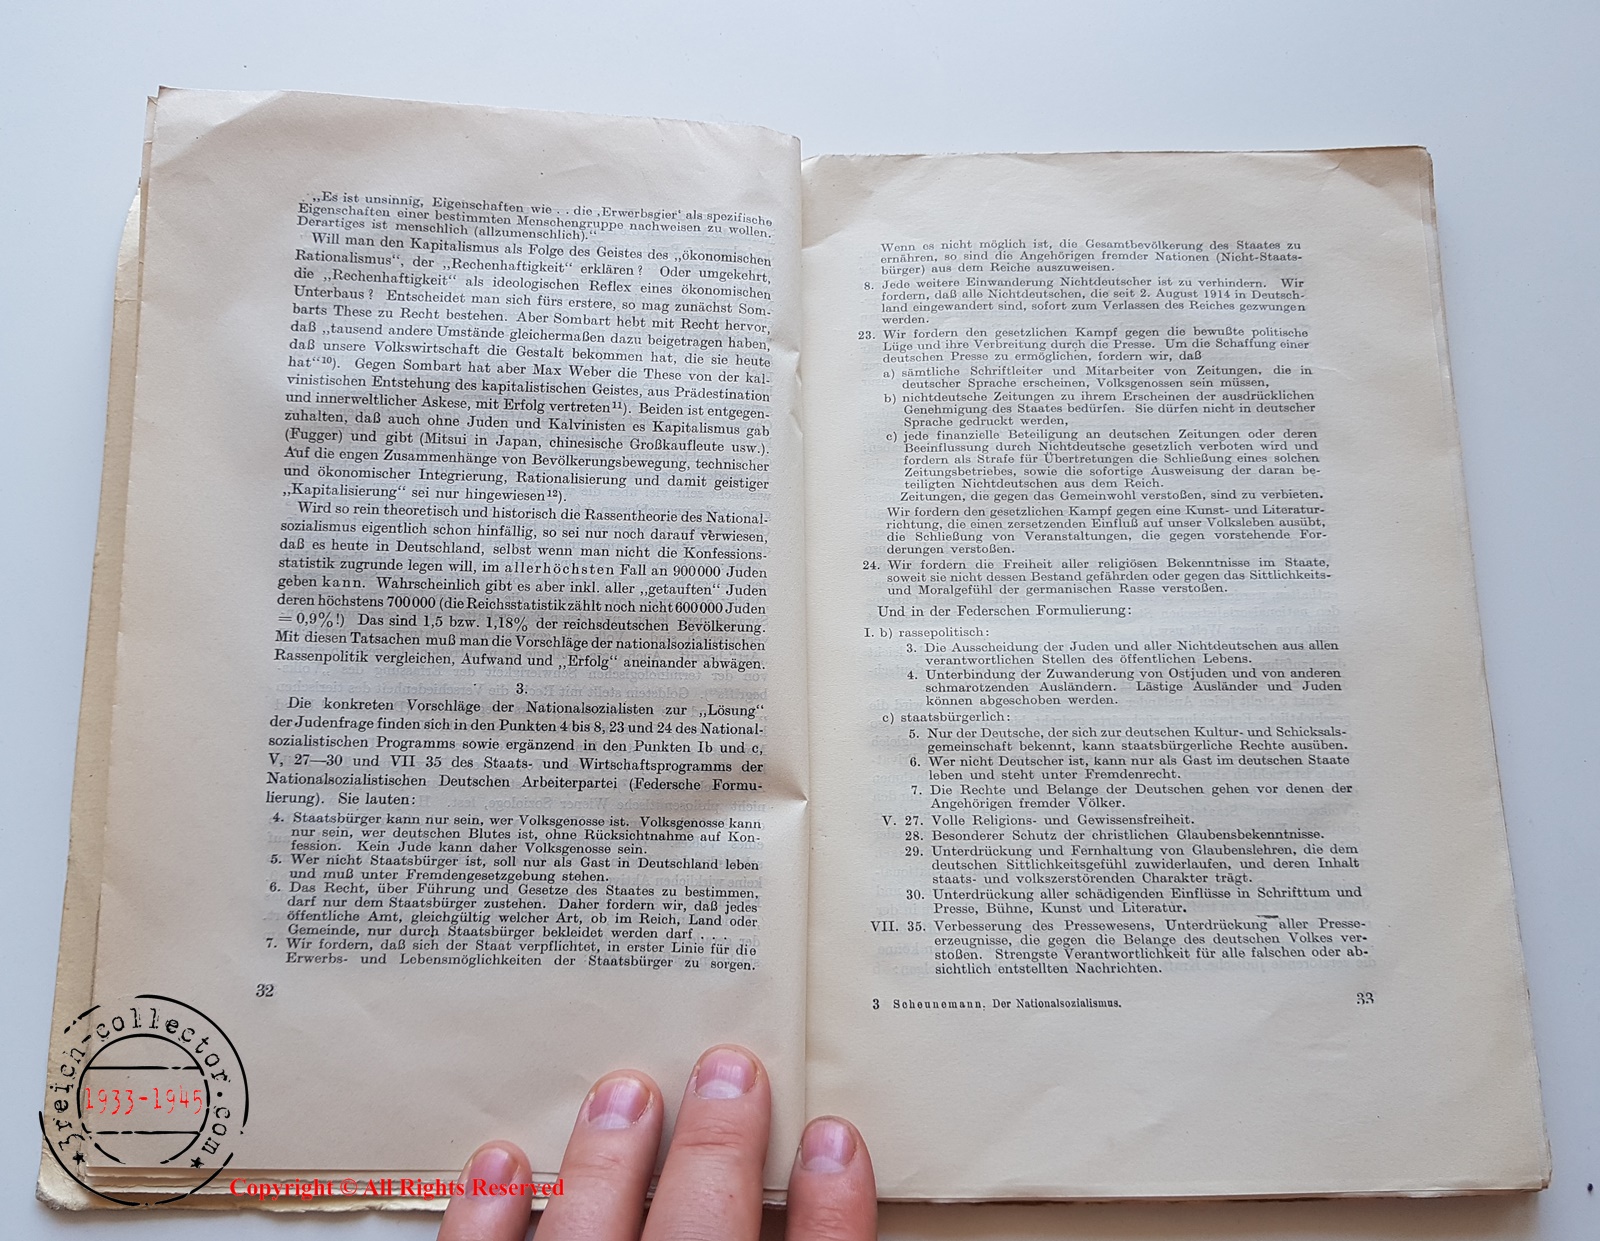 „Es ist unsinnig, Eigenschaften wie . . die ‚Erwerbsgier‘ als spezifische
Eigenschaften einer bestimmten Menschengruppe nachweisen zu wollen.
Derartiges ist menschlich (allzumenschlich).“
Will man den Kapitalismus als Folge des Geistes des „ökonomischen
Rationalismus“, der „Rechenhaftigkeit“ erklären? Oder umgekehrt,
die „Rechenhaftigkeit“ als ideologischen Reflex eines ökonomischen
Unterbaus? Entscheidet man sich fürs erstere, so mag zunächst Som-
barts These zu Recht bestehen. Aber Sombart hebt mit Recht hervor,
daß „tausend andere Umstände gleichermaßen dazu beigetragen haben,
daß unsere Volkswirtschaft die Gestalt bekommen hat, die sie heute
hat“¹⁰). Gegen Sombart hat aber Max Weber die These von der kal-
vinistischen Entstehung des kapitalistischen Geistes, aus Prädestination
und innerweltlicher Askese, mit Erfolg vertreten¹¹). Beiden ist entgegen-
zuhalten, daß auch ohne Juden und Kalvinisten es Kapitalismus gab
(Fugger) und gibt (Mitsui in Japan, chinesische Großkaufleute usw.).
Auf die engen Zusammenhänge von Bevölkerungsbewegung, technischer
und ökonomischer Integrierung, Rationalisierung und damit geistiger
„Kapitalisierung“ sei nur hingewiesen¹²).
Wird so rein theoretisch und historisch die Rassentheorie des National-
sozialismus eigentlich schon hinfällig, so sei nur noch darauf verwiesen,
daß es heute in Deutschland, selbst wenn man nicht die Konfessions-
statistik zugrunde legen will, im allerhöchsten Fall an 900000 Juden
geben kann. Wahrscheinlich gibt es aber inkl. aller „getauften“ Juden
deren höchstens 700000 (die Reichsstatistik zählt noch nicht 600000 Juden
= 0,9%!) Das sind 1,5 bzw. 1,18% der reichsdeutschen Bevölkerung.
Mit diesen Tatsachen muß man die Vorschläge der nationalsozialistischen
Rassenpolitik vergleichen, Aufwand und „Erfolg“ aneinander abwägen.
3.
Die konkreten Vorschläge der Nationalsozialisten zur „Lösung“
der Judenfrage finden sich in den Punkten 4 bis 8, 23 und 24 des National-
sozialistischen Programms sowie ergänzend in den Punkten Ib und c,
V, 27—30 und VII 35 des Staats- und Wirtschaftsprogramms der
Nationalsozialistischen Deutschen Arbeiterpartei (Federsche Formu-
lierung). Sie lauten:
4. Staatsbürger kann nur sein, wer Volksgenosse ist. Volksgenosse kann
nur sein, wer deutschen Blutes ist, ohne Rücksichtnahme auf Kon-
fession. Kein Jude kann daher Volksgenosse sein.
5. Wer nicht Staatsbürger ist, soll nur als Gast in Deutschland leben
und muß unter Fremdengesetzgebung stehen.
6. Das Recht, über Führung und Gesetze des Staates zu bestimmen,
darf nur dem Staatsbürger zustehen. Daher fordern wir, daß jedes
öffentliche Amt, gleichgültig welcher Art, ob im Reich, Land oder
Gemeinde, nur durch Staatsbürger bekleidet werden darf . . .
7. Wir fordern, daß sich der Staat verpflichtet, in erster Linie für die
Erwerbs- und Lebensmöglichkeiten der Staatsbürger zu sorgen.
32
Wenn es nicht möglich ist, die Gesamtbevölkerung des Staates zu
ernähren, so sind die Angehörigen fremder Nationen (Nicht-Staats-
bürger) aus dem Reiche auszuweisen.
8. Jede weitere Einwanderung Nichtdeutscher ist zu verhindern. Wir
fordern, daß alle Nichtdeutschen, die seit 2. August 1914 in Deutsch-
land eingewandert sind, sofort zum Verlassen des Reiches gezwungen
werden.
23. Wir fordern den gesetzlichen Kampf gegen die bewußte politische
Lüge und ihre Verbreitung durch die Presse. Um die Schaffung einer
deutschen Presse zu ermöglichen, fordern wir, daß
a) sämtliche Schriftleiter und Mitarbeiter von Zeitungen, die in
deutscher Sprache erscheinen, Volksgenossen sein müssen,
b) nichtdeutsche Zeitungen zu ihrem Erscheinen der ausdrücklichen
Genehmigung des Staates bedürfen. Sie dürfen nicht in deutscher
Sprache gedruckt werden,
c) jede finanzielle Beteiligung an deutschen Zeitungen oder deren
Beeinflussung durch Nichtdeutsche gesetzlich verboten wird und
fordern als Strafe für Übertretungen die Schließung eines solchen
Zeitungsbetriebes, sowie die sofortige Ausweisung der daran be-
teiligten Nichtdeutschen aus dem Reich.
Zeitungen, die gegen das Gemeinwohl verstoßen, sind zu verbieten.
Wir fordern den gesetzlichen Kampf gegen eine Kunst- und Literatur-
richtung, die einen zersetzenden Einfluß auf unser Volksleben ausübt,
die Schließung von Veranstaltungen, die gegen vorstehende For-
derungen verstoßen.
24. Wir fordern die Freiheit aller religiösen Bekenntnisse im Staate,
soweit sie nicht dessen Bestand gefährden oder gegen das Sittlichkeits-
und Moralgefühl der germanischen Rasse verstoßen.
Und in der Federschen Formulierung:
I. b) rassepolitisch:
3. Die Ausscheidung der Juden und aller Nichtdeutschen aus allen
verantwortlichen Stellen des öffentlichen Lebens.
4. Unterbindung der Zuwanderung von Ostjuden und von anderen
schmarotzenden Ausländern. Lästige Ausländer und Juden
können abgeschoben werden.
c) staatsbürgerlich:
5. Nur der Deutsche, der sich zur deutschen Kultur- und Schicksals-
gemeinschaft bekennt, kann staatsbürgerliche Rechte ausüben.
6. Wer nicht Deutscher ist, kann nur als Gast im deutschen Staate
leben und steht unter Fremdenrecht.
7. Die Rechte und Belange der Deutschen gehen vor denen der
Angehörigen fremder Völker.
V. 27. Volle Religions- und Gewissensfreiheit.
28. Besonderer Schutz der christlichen Glaubensbekenntnisse.
29. Unterdrückung und Fernhaltung von Glaubenslehren, die dem
deutschen Sittlichkeitsgefühl zuwiderlaufen, und deren Inhalt
staats- und volkszerstörenden Charakter trägt.
30. Unterdrückung aller schädigenden Einflüsse in Schrifttum und
Presse, Bühne, Kunst und Literatur.
VII. 35. Verbesserung des Pressewesens, Unterdrückung aller Presse-
erzeugnisse, die gegen die Belange des deutschen Volkes ver-
stoßen. Strengste Verantwortlichkeit für alle falschen oder ab-
sichtlich entstellten Nachrichten.
3 Scheunemann, Der Nationalsozialismus.
33
3reich-collector.com
1933-1945
Copyright © All Rights Reserved